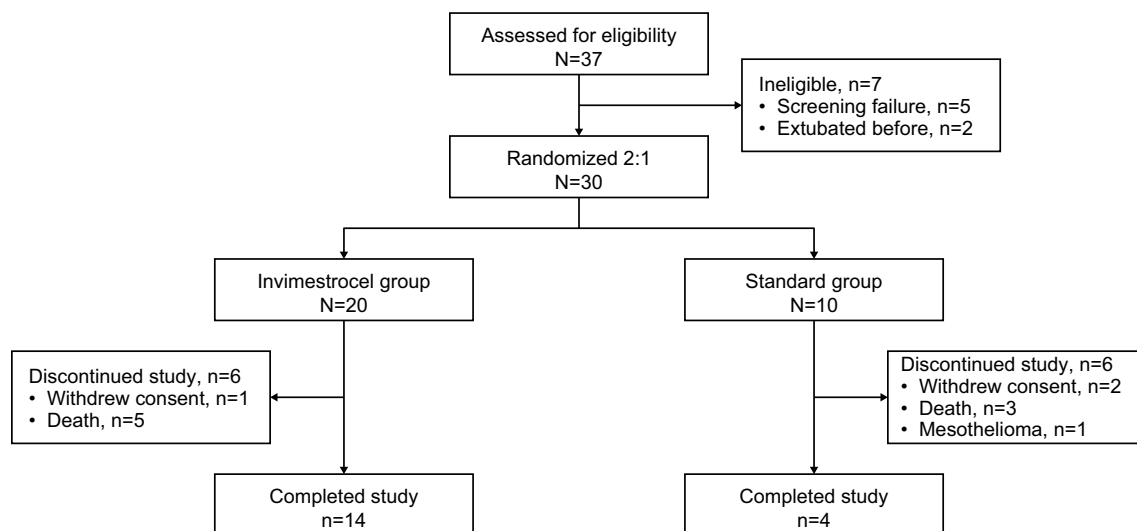 Assessed for eligibility
N=37
Ineligible, n=7
• Screening failure, n=5
• Extubated before, n=2
Randomized 2:1
N=30
Invimestrocel group
N=20
Standard group
N=10
Discontinued study, n=6
• Withdrew consent, n=1
• Death, n=5
Discontinued study, n=6
• Withdrew consent, n=2
• Death, n=3
• Mesothelioma, n=1
Completed study
n=14
Completed study
n=4